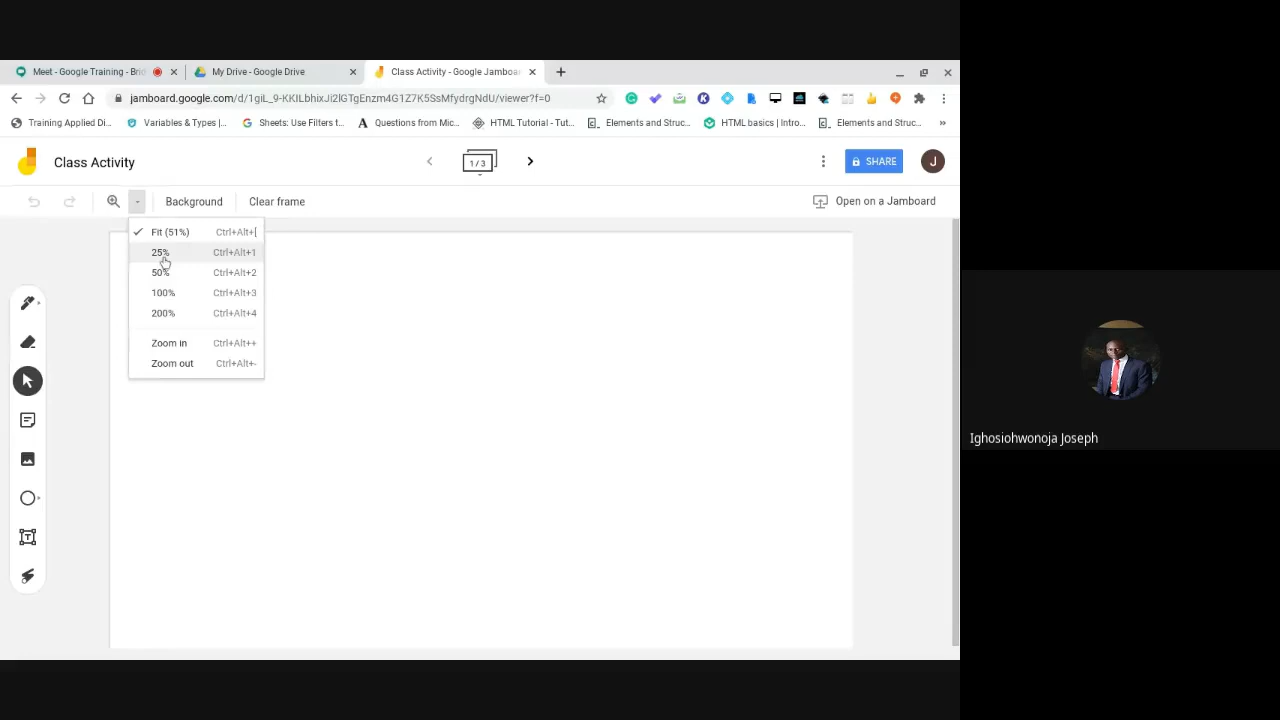 Meet - Google Training - Brid
My Drive - Google Drive
Class Activity - Google Jamboar
jamboard.google.com/d/1giL_9-KKILbhixJi2lGTgEnzm4G1Z7K5SsMfydrgNdU/viewer?f=0
Training Applied Di...
Variables & Types |...
Sheets: Use Filters t...
Questions from Mic...
HTML Tutorial - Tut...
Elements and Struc...
HTML basics | Intro...
Elements and Struc...
Class Activity
1 / 3
SHARE
J
Background
Clear frame
Open on a Jamboard
Fit (51%) Ctrl+Alt+[
25% Ctrl+Alt+1
50% Ctrl+Alt+2
100% Ctrl+Alt+3
200% Ctrl+Alt+4
Zoom in Ctrl+Alt++
Zoom out Ctrl+Alt+-
Ighosiohwonoja Joseph